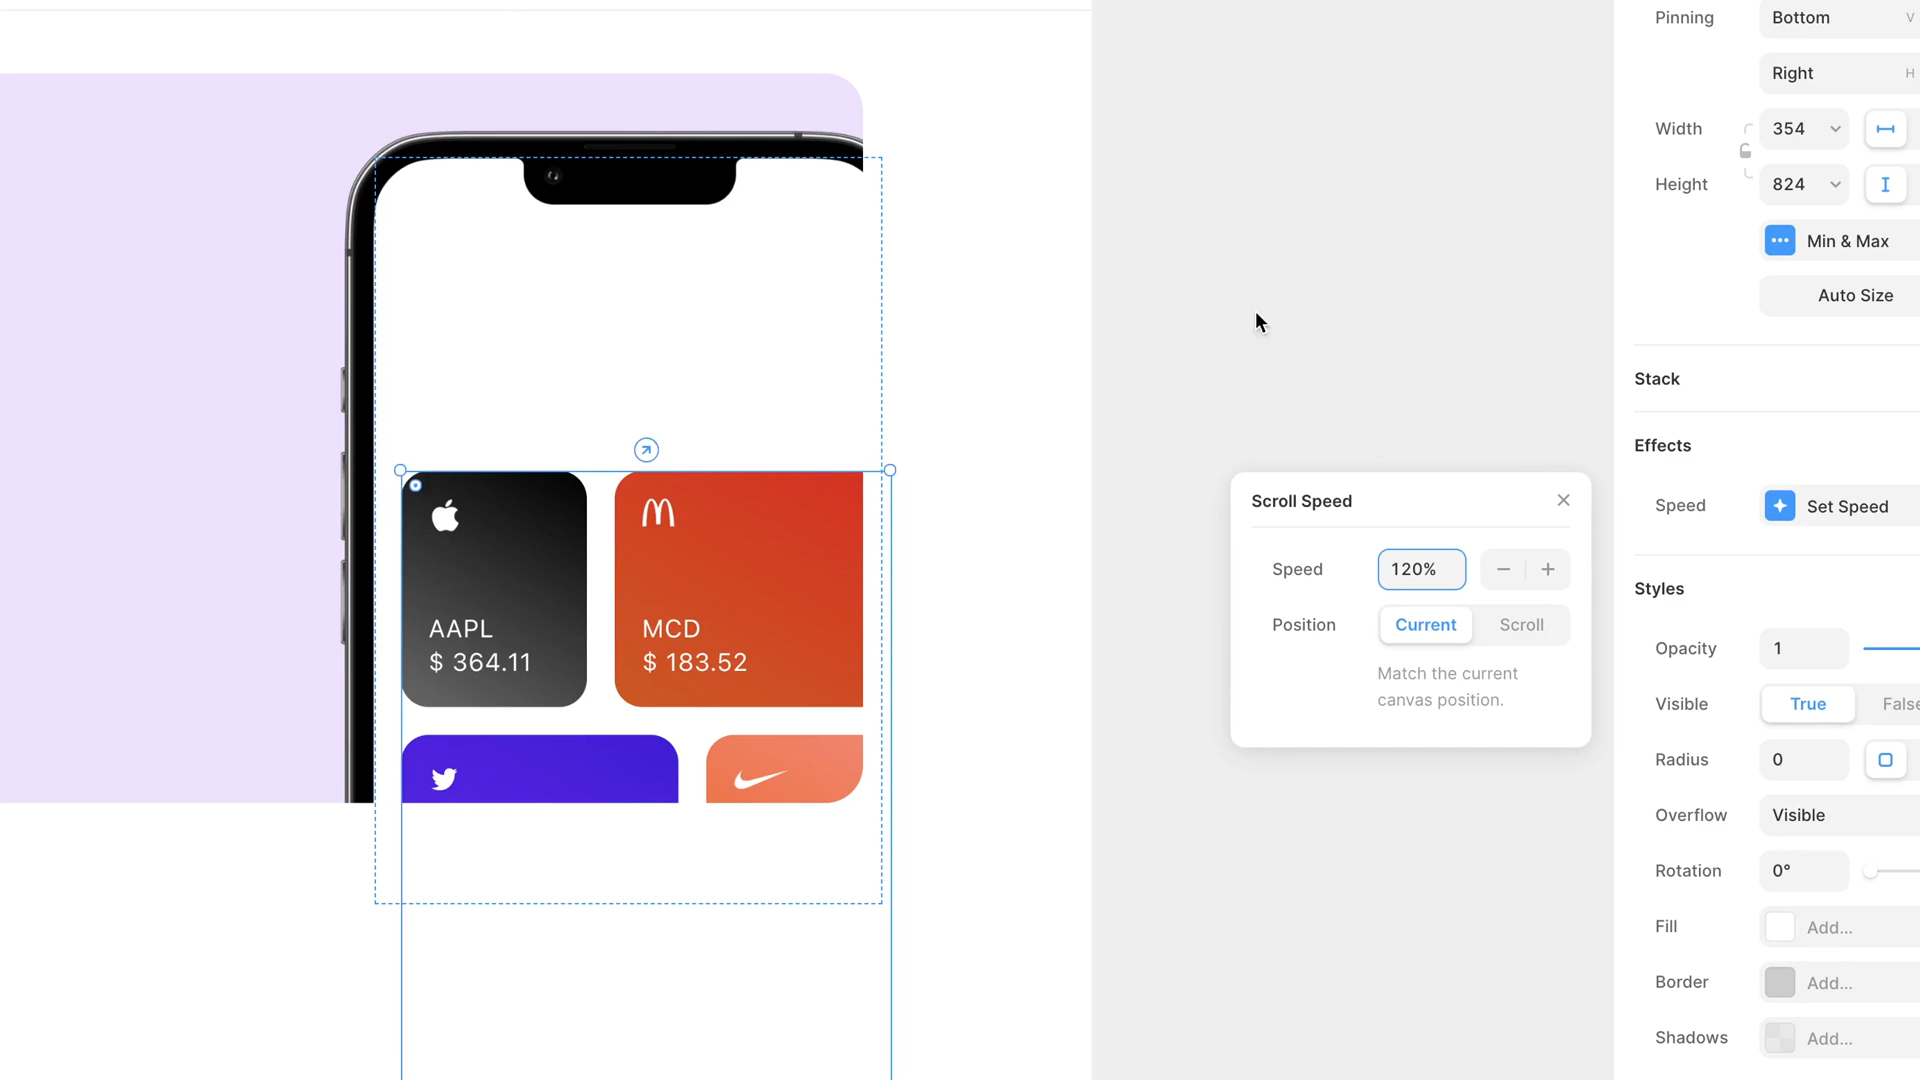 Pinning
Bottom
V
Right
H
Width
354
Height
824
Min & Max
Auto Size
Stack
Effects
Speed
Set Speed
Scroll Speed
Speed
120%
Position
Current
Scroll
Match the current
canvas position.
AAPL
$ 364.11
MCD
$ 183.52
Styles
Opacity
1
Visible
True
False
Radius
0
Overflow
Visible
Rotation
0°
Fill
Add...
Border
Add...
Shadows
Add...